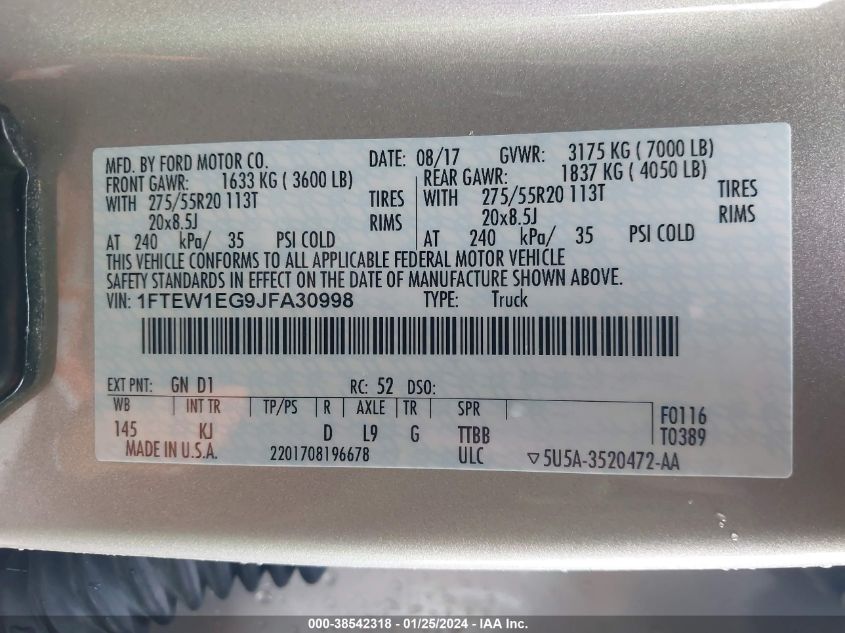 MFD. BY FORD MOTOR CO. DATE: 08/17 GVWR: 3175 KG ( 7000 LB)
FRONT GAWR: 1633 KG ( 3600 LB) REAR GAWR: 1837 KG ( 4050 LB)
WITH 275/55R20 113T TIRES WITH 275/55R20 113T TIRES
20x8.5J RIMS 20x8.5J RIMS
AT 240 kPa/ 35 PSI COLD AT 240 kPa/ 35 PSI COLD
THIS VEHICLE CONFORMS TO ALL APPLICABLE FEDERAL MOTOR VEHICLE
SAFETY STANDARDS IN EFFECT ON THE DATE OF MANUFACTURE SHOWN ABOVE.
VIN: 1FTEW1EG9JFA30998 TYPE: Truck
EXT PNT: GN D1 RC: 52 DSO:
WB INT TR TP/PS R AXLE TR SPR F0116
145 KJ D L9 G TTBB T0389
MADE IN U.S.A. 2201708196678 ULC ▽5U5A-3520472-AA
000-38542318 - 01/25/2024 - IAA Inc.